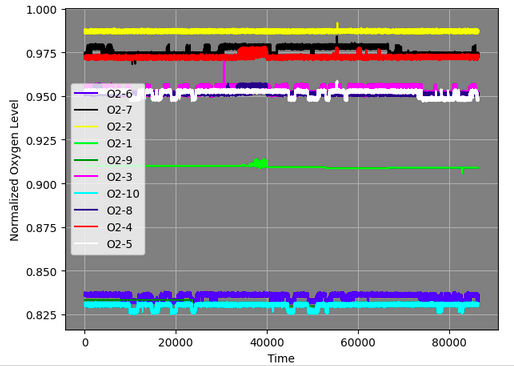 1.000
0.975
0.950
0.925
0.900
0.875
0.850
0.825
Normalized Oxygen Level
O2-6
O2-7
O2-2
O2-1
O2-9
O2-3
O2-10
O2-8
O2-4
O2-5
0 20000 40000 60000 80000
Time